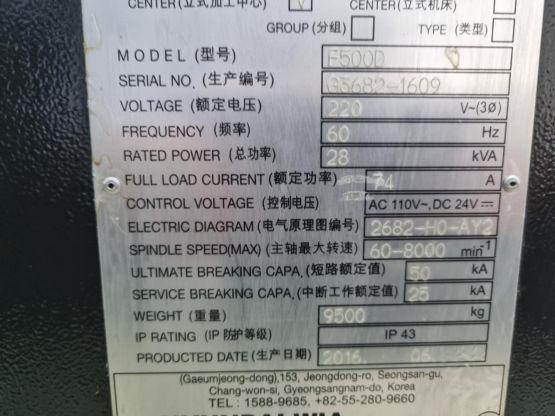 CENTER(立式加工中心) V CENTER(立式机床)
GROUP (分组) TYPE (类型)
MODEL (型号) F500D
SERIAL NO. (生产编号) G3682-1609
VOLTAGE (额定电压) 220 V~(3Ø)
FREQUENCY (频率) 60 Hz
RATED POWER (总功率) 28 kVA
FULL LOAD CURRENT (额定功率) 74 A
CONTROL VOLTAGE (控制电压) AC 110V~, DC 24V⎓
ELECTRIC DIAGRAM (电气原理图编号) 2682-H0-AY2
SPINDLE SPEED(MAX) (主轴最大转速) 60-8000 min⁻¹
ULTIMATE BREAKING CAPA. (短路额定值) 50 kA
SERVICE BREAKING CAPA. (中断工作额定值) 25 kA
WEIGHT (重量) 9500 kg
IP RATING (IP 防护等级) IP 43
PRODUCTED DATE (生产日期) 2016. 06.
(Gaeumjeong-dong),153, Jeongdong-ro, Seongsan-gu,
Chang-won-si, Gyeongsangnam-do, Korea
TEL : 1588-9685, +82-55-280-9660